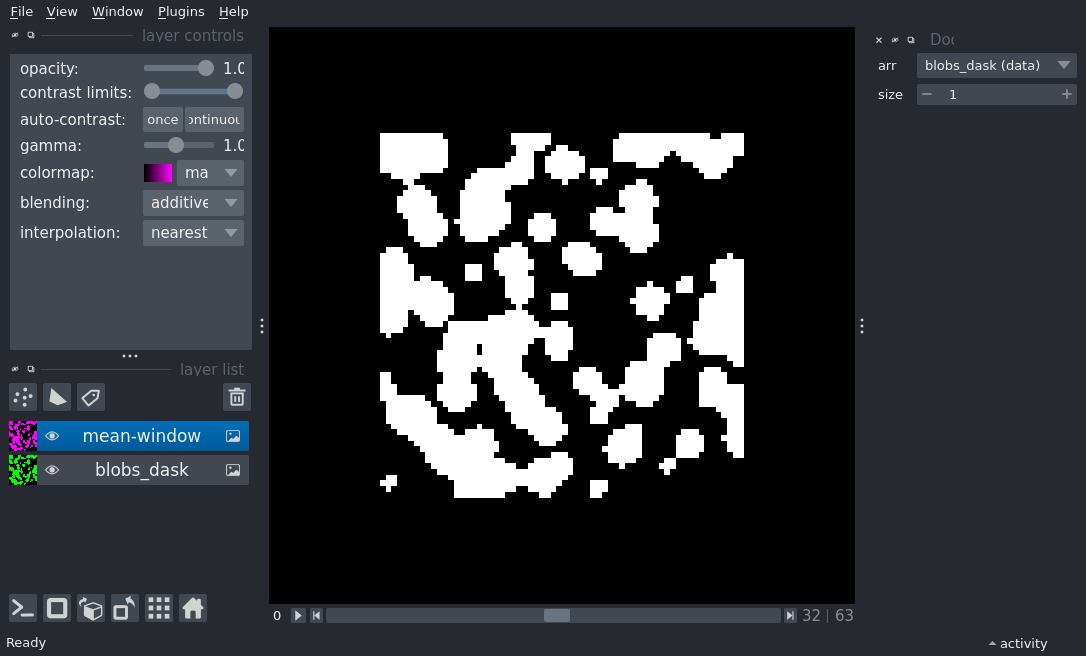 File View Window Plugins Help
layer controls
opacity: 1.0
contrast limits:
auto-contrast: once ontinuou
gamma: 1.0
colormap: ma
blending: additive
interpolation: nearest
layer list
mean-window
blobs_dask
0 32 | 63
Ready
arr blobs_dask (data)
size 1
activity